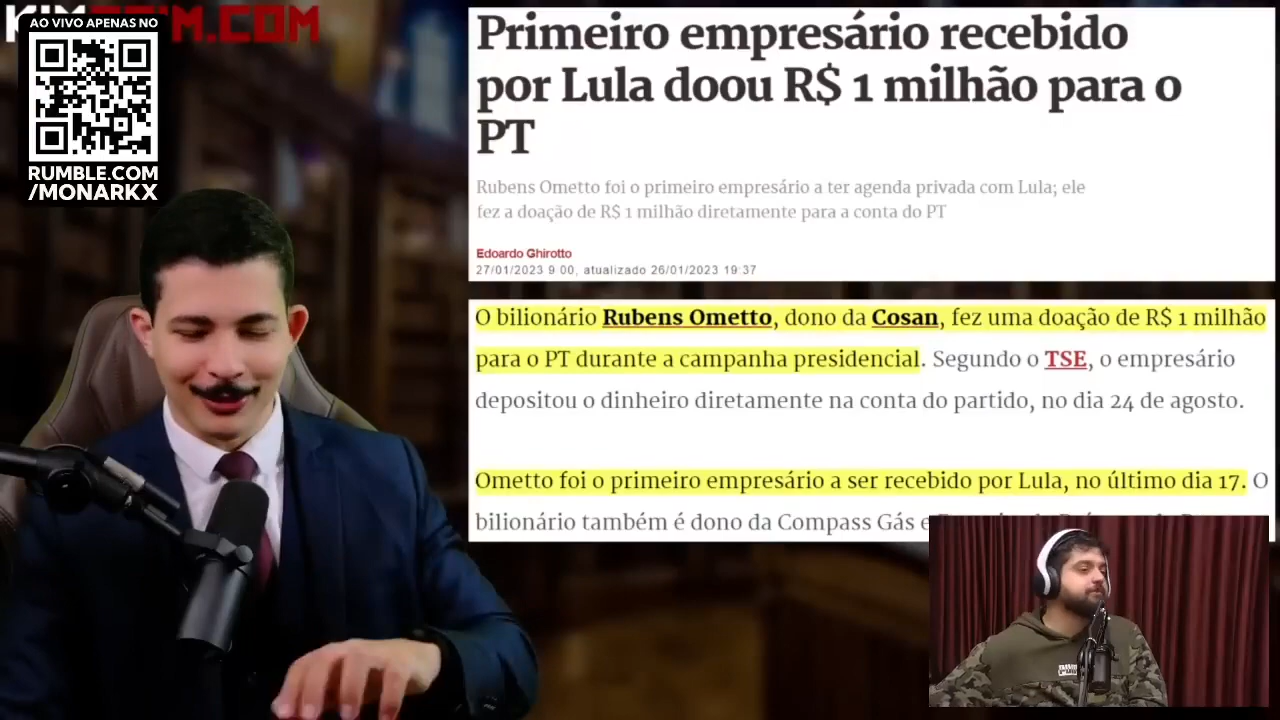 AO VIVO APENAS NO
RUMBLE.COM
/MONARKX
Primeiro empresário recebido
por Lula doou R$ 1 milhão para o
PT
Rubens Ometto foi o primeiro empresário a ter agenda privada com Lula; ele
fez a doação de R$ 1 milhão diretamente para a conta do PT
Edoardo Ghirotto
27/01/2023 9 00, atualizado 26/01/2023 19:37
O bilionário Rubens Ometto, dono da Cosan, fez uma doação de R$ 1 milhão
para o PT durante a campanha presidencial. Segundo o TSE, o empresário
depositou o dinheiro diretamente na conta do partido, no dia 24 de agosto.
Ometto foi o primeiro empresário a ser recebido por Lula, no último dia 17. O
bilionário também é dono da Compass Gás e